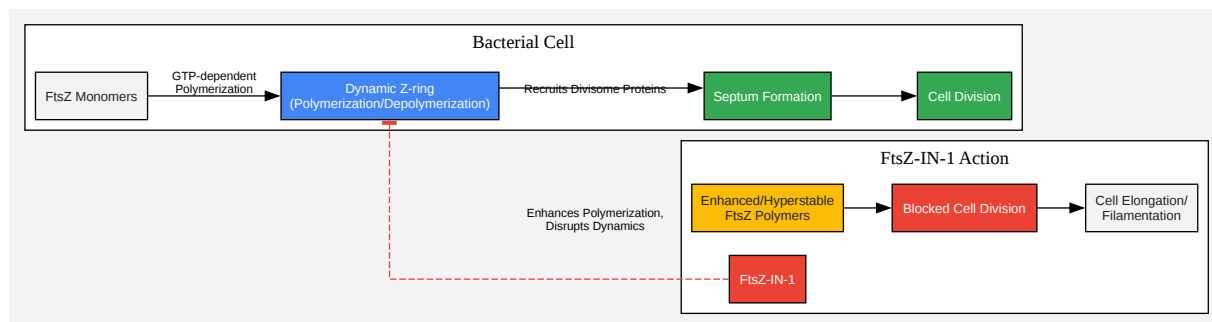 Bacterial Cell
FtsZ Monomers
GTP-dependent
Polymerization
Dynamic Z-ring
(Polymerization/Depolymerization)
Recruits Divisome Proteins
Septum Formation
Cell Division
FtsZ-IN-1 Action
Enhanced/Hyperstable
FtsZ Polymers
Blocked Cell Division
Cell Elongation/
Filamentation
Enhances Polymerization,
Disrupts Dynamics
FtsZ-IN-1